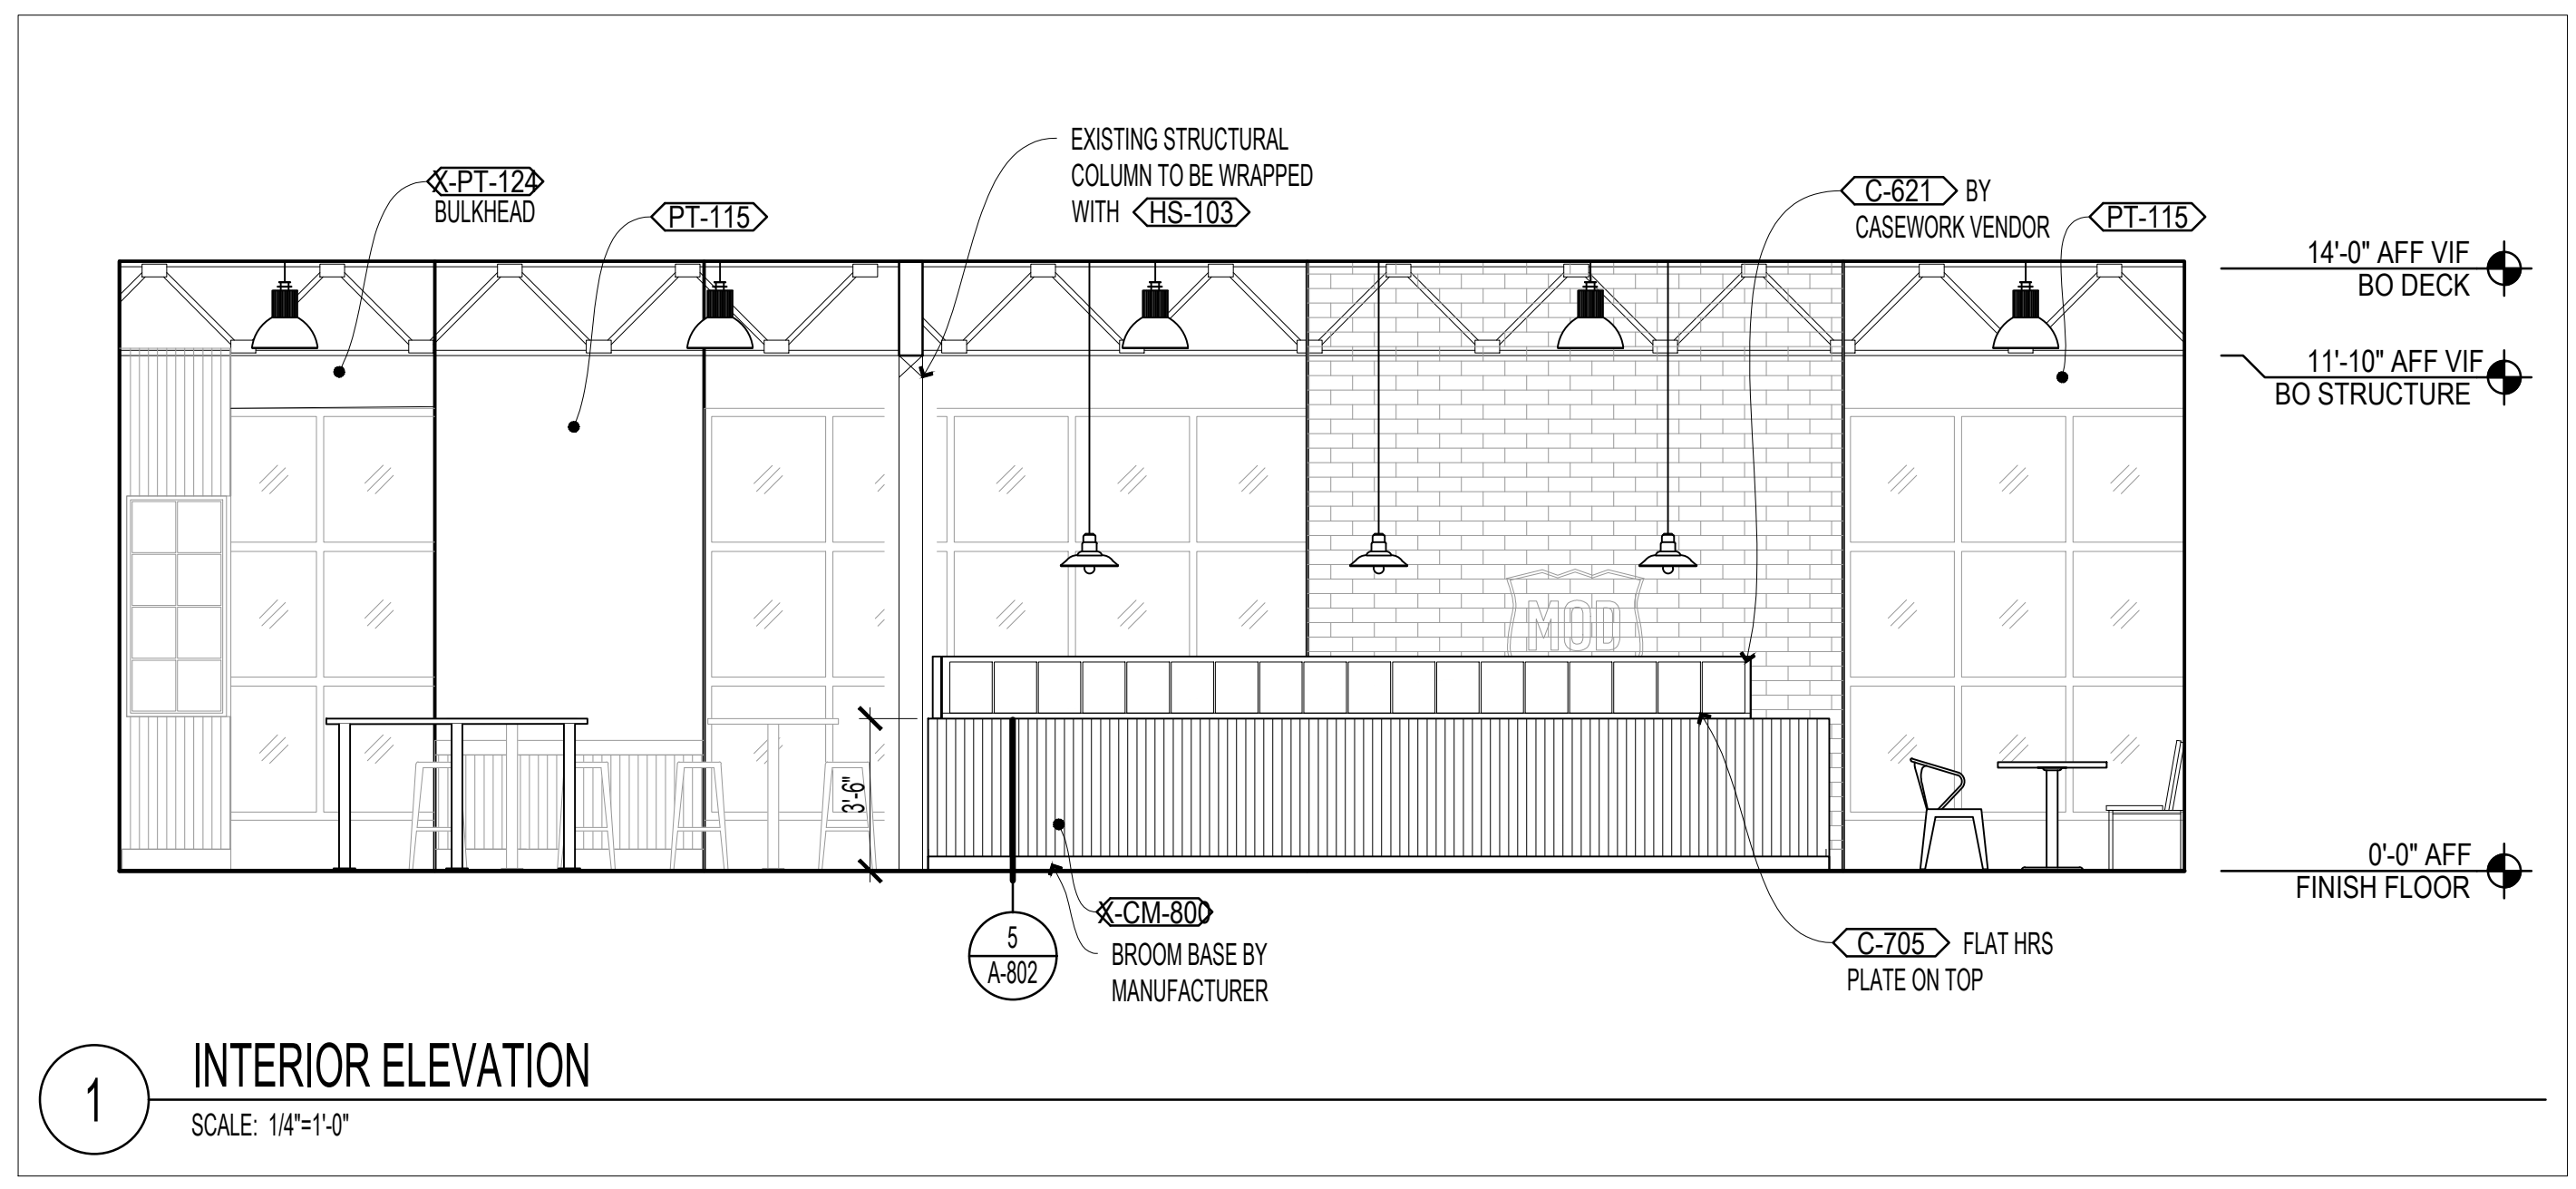 EXISTING STRUCTURAL
COLUMN TO BE WRAPPED
WITH HS-103
X-PT-124
BULKHEAD
PT-115
C-621 BY
CASEWORK VENDOR
PT-115
14'-0" AFF VIF
BO DECK
11'-10" AFF VIF
BO STRUCTURE
MOD
3'-6"
0'-0" AFF
FINISH FLOOR
X-CM-800
BROOM BASE BY
MANUFACTURER
5
A-802
C-705 FLAT HRS
PLATE ON TOP
1
INTERIOR ELEVATION
SCALE: 1/4"=1'-0"